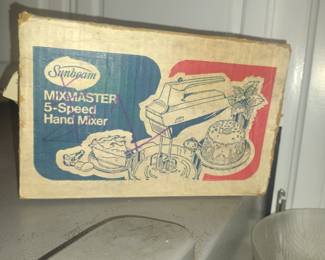 Sunbeam
MIXMASTER
5-Speed
Hand Mixer